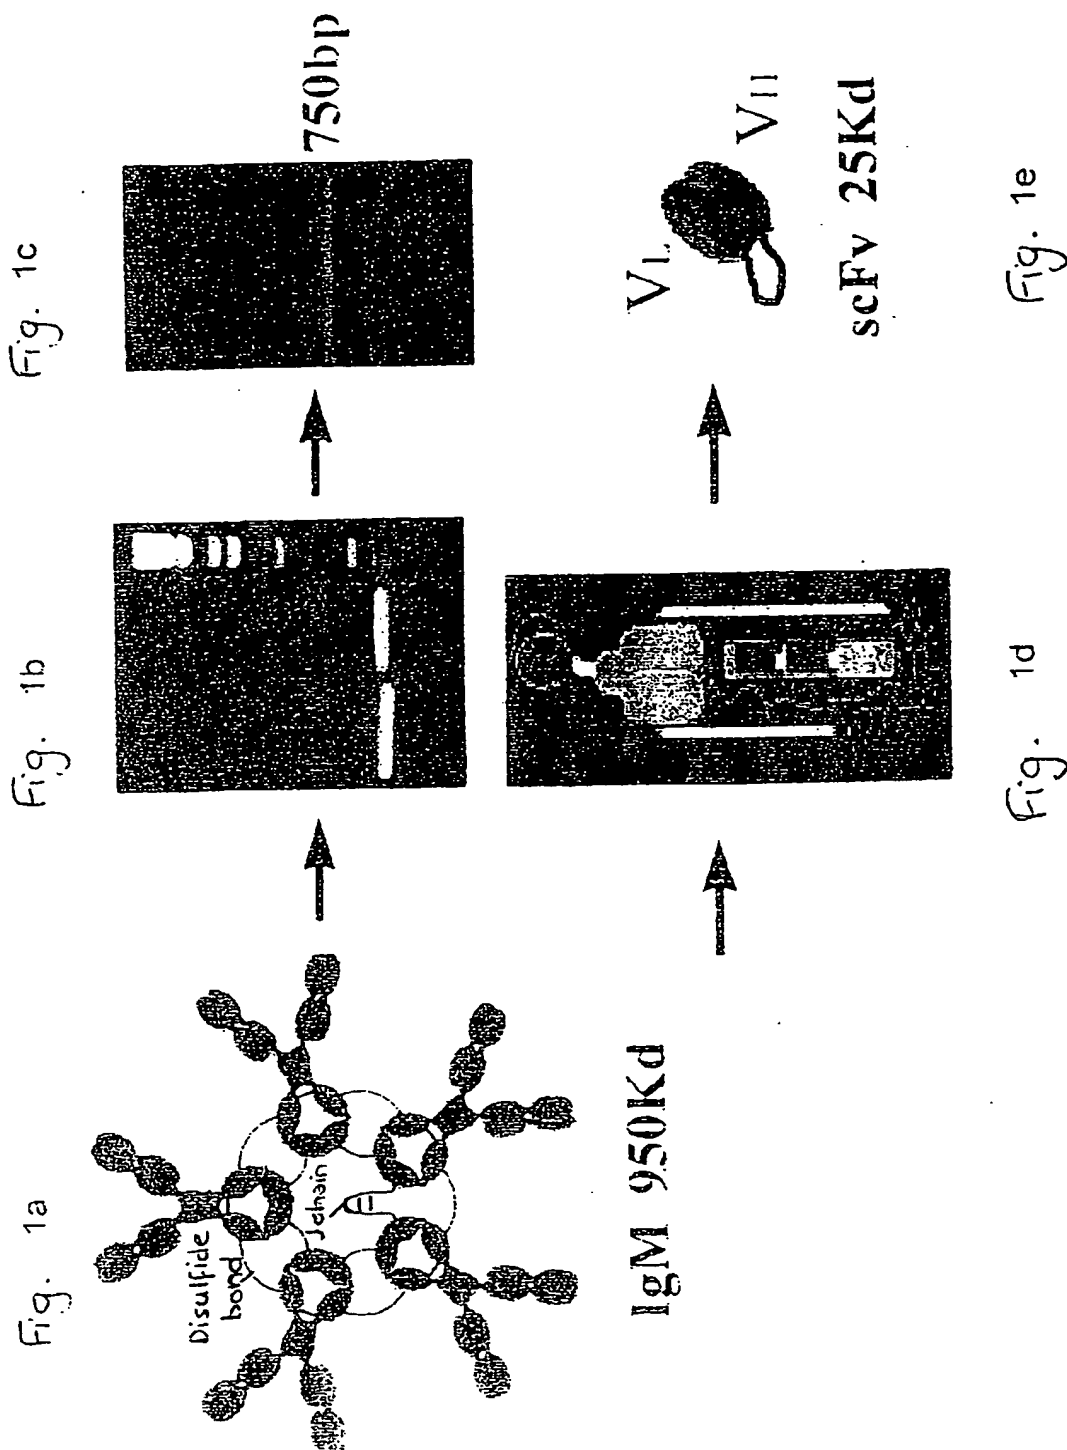 Fig. 1a
Disulfide
bond
Jchain
IgM 950Kd
Fig. 1b
Fig. 1c
750bp
Fig. 1d
VL
VH
scFv 25Kd
Fig. 1e